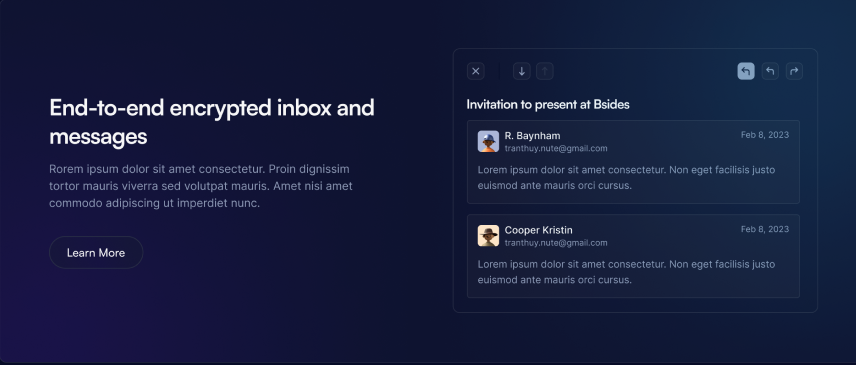 End-to-end encrypted inbox and
messages
Rorem ipsum dolor sit amet consectetur. Proin dignissim
tortor mauris viverra sed volutpat mauris. Amet nisi amet
commodo adipiscing ut imperdiet nunc.
Learn More
Invitation to present at Bsides
R. Baynham
Feb 8, 2023
tranthuy.nute@gmail.com
Lorem ipsum dolor sit amet consectetur. Non eget facilisis justo
euismod ante mauris orci cursus.
Cooper Kristin
Feb 8, 2023
tranthuy.nute@gmail.com
Lorem ipsum dolor sit amet consectetur. Non eget facilisis justo
euismod ante mauris orci cursus.